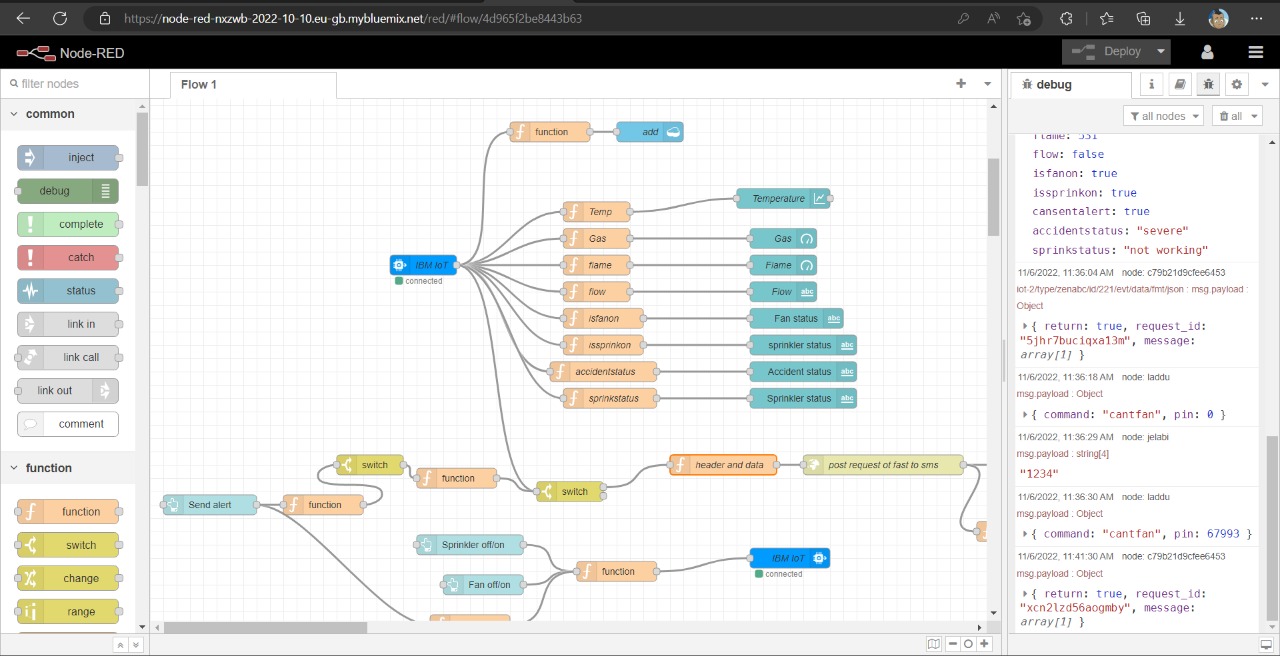 https://node-red-nxzwb-2022-10-10.eu-gb.mybluemix.net/red/#flow/4d965f2be8443b63
Node-RED
Deploy
filter nodes
common
inject
debug
complete
catch
status
link in
link call
link out
comment
function
function
switch
change
range
Flow 1
function
add
Temp
Temperature
Gas
Gas
IBM IoT
connected
flame
Flame
flow
Flow
abc
isfanon
Fan status
abc
issprinkon
sprinkler status
abc
accidentstatus
Accident status
abc
sprinkstatus
Sprinkler status
abc
switch
function
header and data
post request of fast to sms
switch
Send alert
function
Sprinkler off/on
Fan off/on
function
IBM IoT
connected
debug
all nodes
all
flame: 531
flow: false
isfanon: true
issprinkon: true
cansentalert: true
accidentstatus: "severe"
sprinkstatus: "not working"
11/6/2022, 11:36:04 AM node: c79b21d9cfee6453
iot-2/type/zenabc/id/221/evt/data/fmt/json : msg.payload :
Object
{ return: true, request_id:
"5jhr7buciqxa13m", message:
array[1] }
11/6/2022, 11:36:18 AM node: laddu
msg.payload : Object
{ command: "cantfan", pin: 0 }
11/6/2022, 11:36:29 AM node: jelabi
msg.payload : string[4]
"1234"
11/6/2022, 11:36:30 AM node: laddu
msg.payload : Object
{ command: "cantfan", pin: 67993 }
11/6/2022, 11:41:30 AM node: c79b21d9cfee6453
msg.payload : Object
{ return: true, request_id:
"xcn2lzd56aogmby", message:
array[1] }